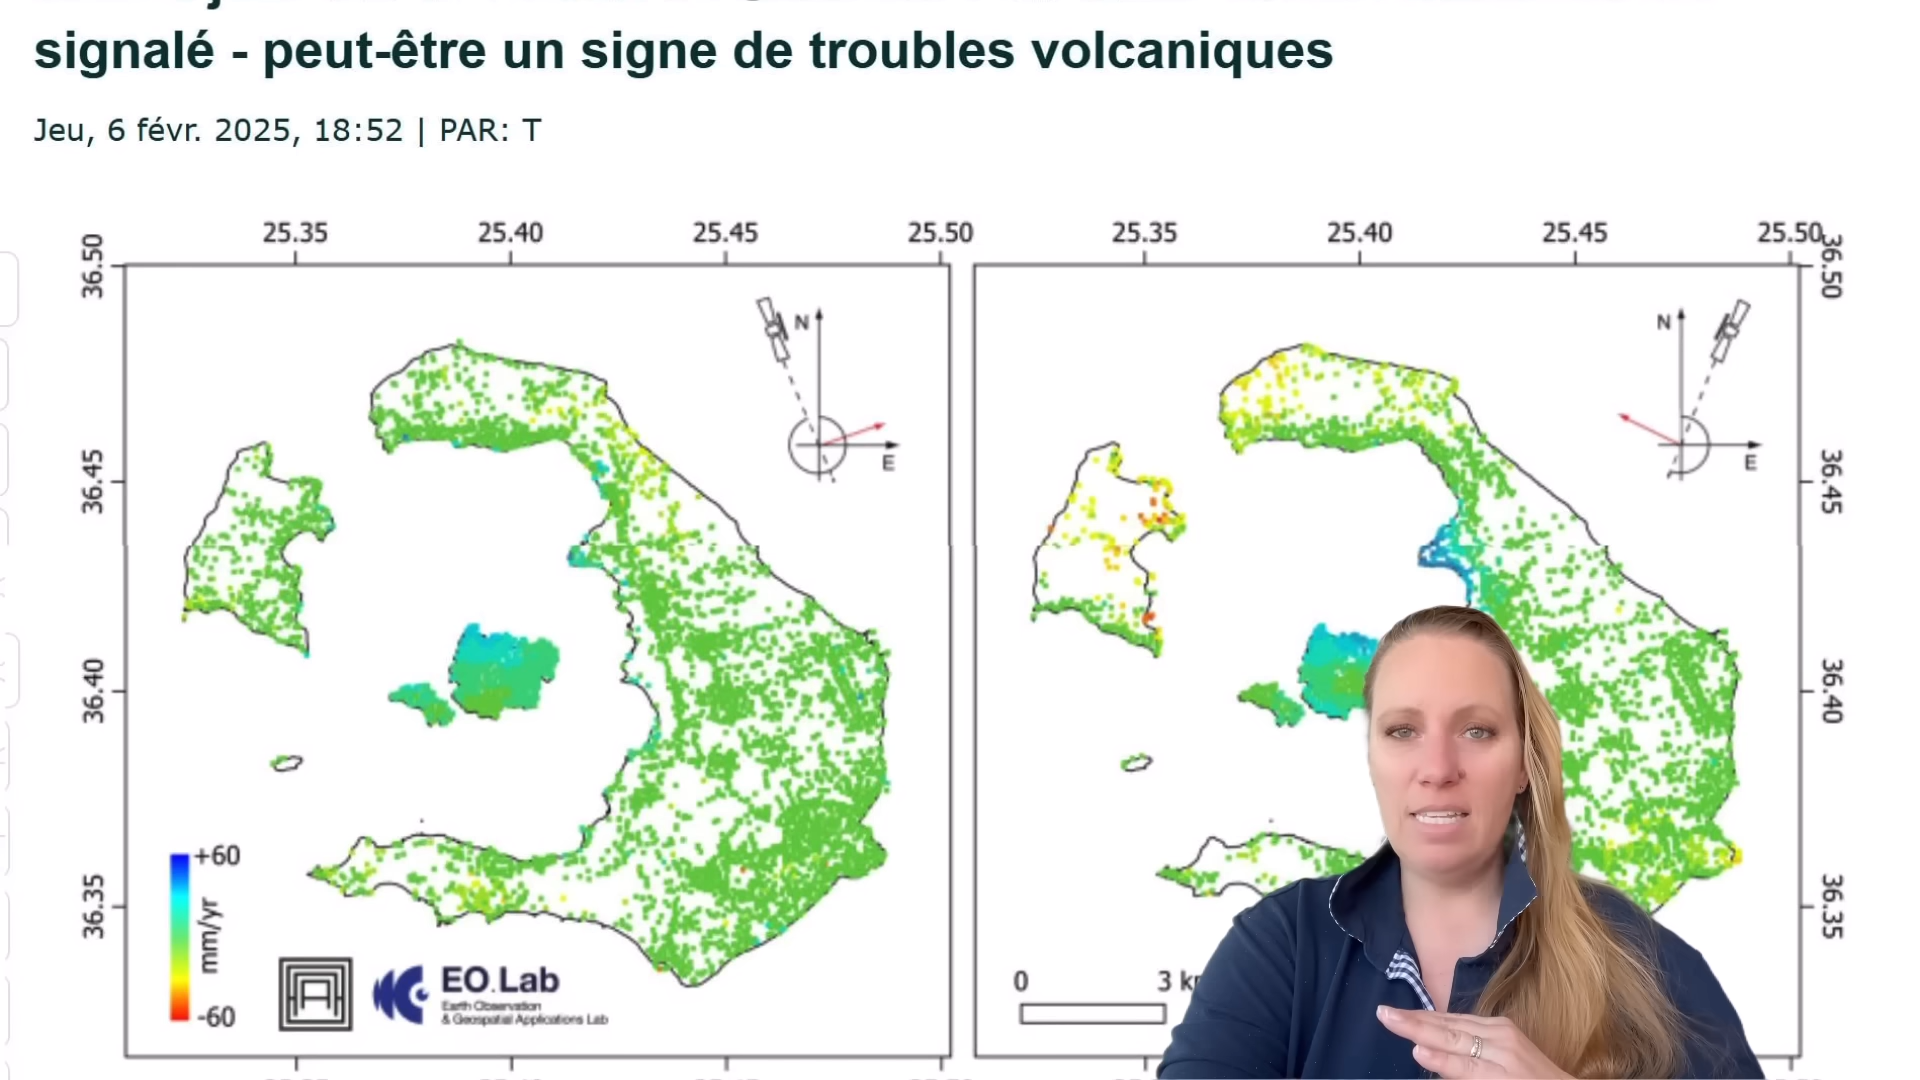 signalé - peut-être un signe de troubles volcaniques
Jeu, 6 févr. 2025, 18:52 | PAR: T
25.35 25.40 25.45 25.50
25.35 25.40 25.45 25.50
36.50
36.45
36.40
36.35
N
E
N
E
36.50
36.45
36.40
36.35
+60
mm/yr
-60
EO.Lab
Earth Observation
& Geospatial Applications Lab
0 3